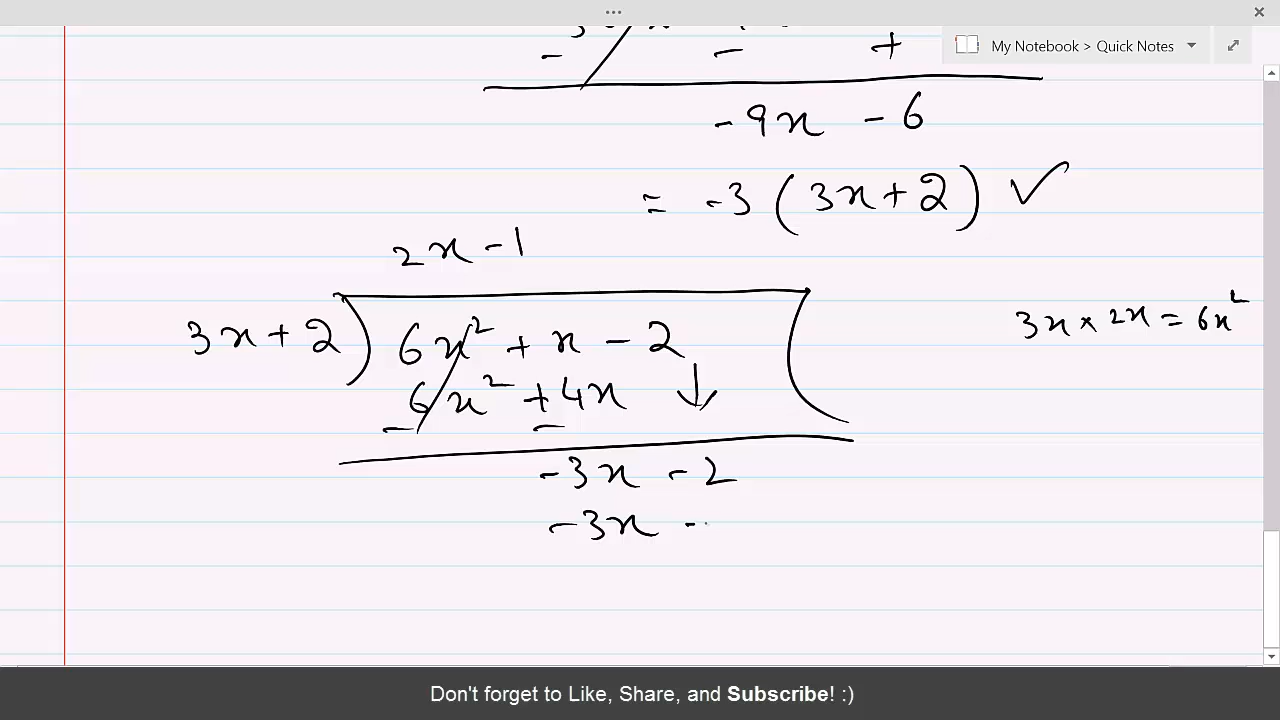 ...
My Notebook > Quick Notes
- - +
-9x - 6
= -3 (3x+2) ✓
2x - 1
3x + 2 ) 6x² + x - 2 (
3x × 2x = 6x²
6x² + 4x ↓
- -
-3x - 2
-3x -
Don't forget to Like, Share, and Subscribe! :)